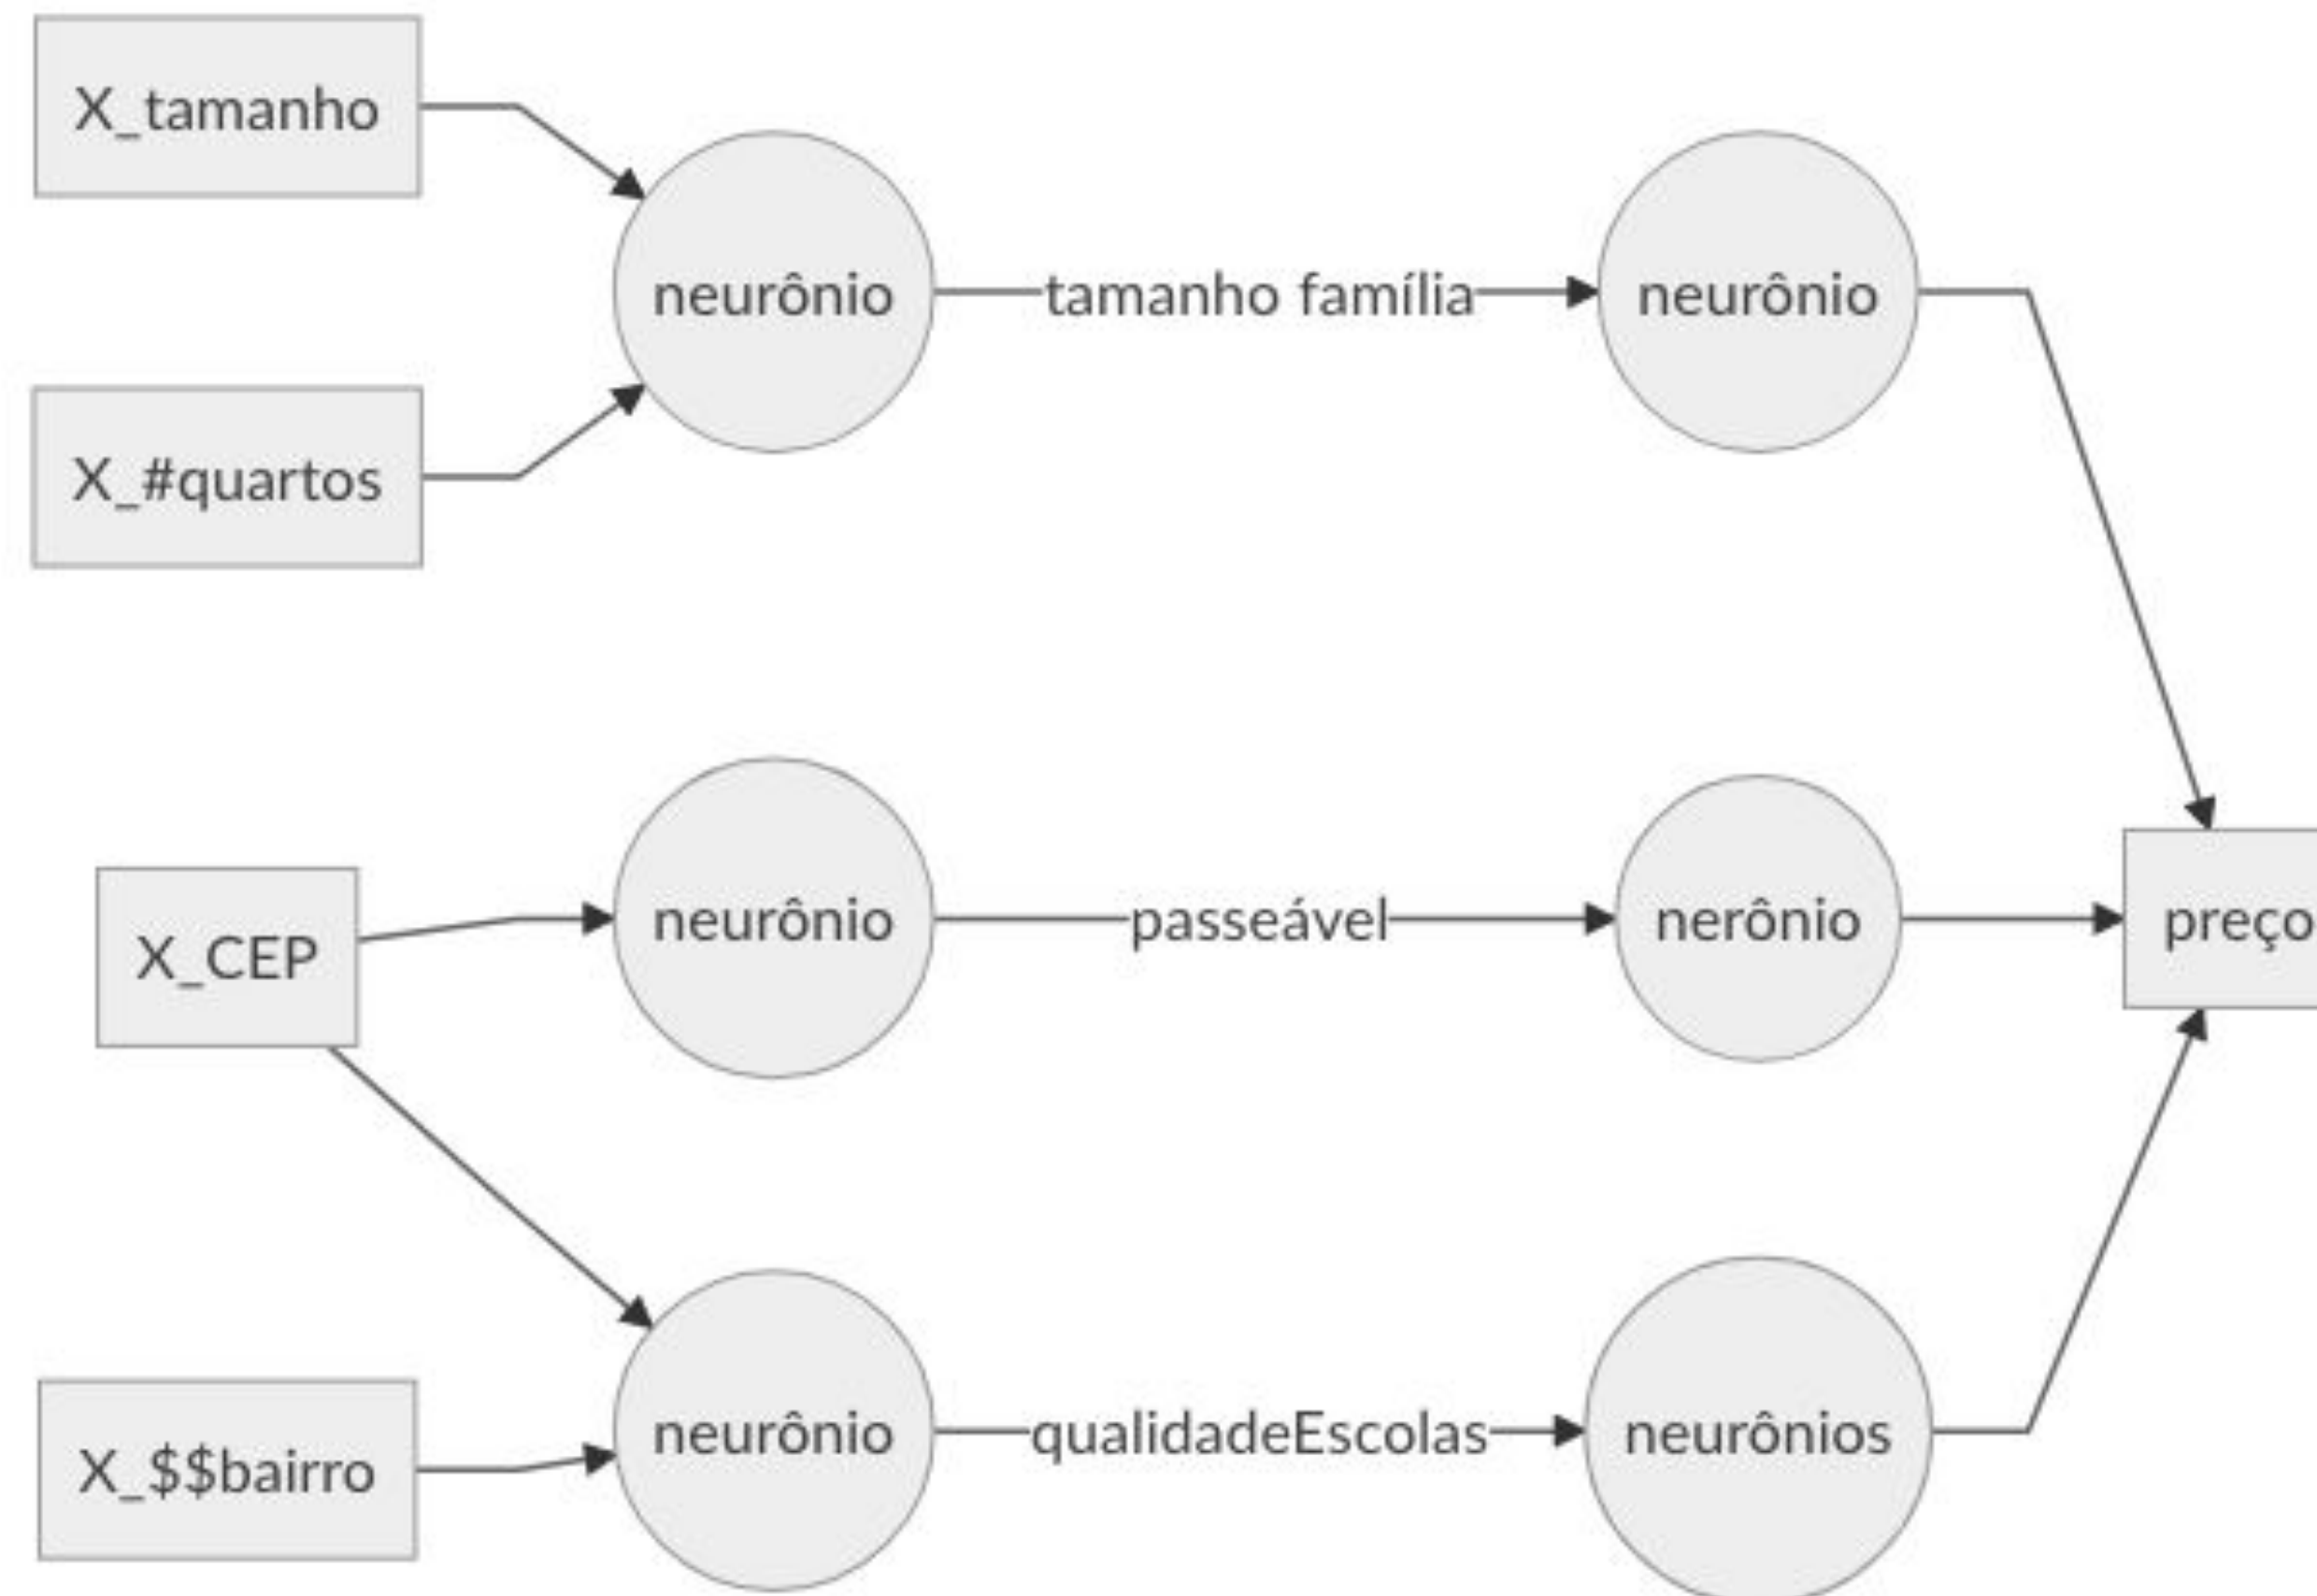 X_tamanho
neurônio
tamanho família
neurônio
X_#quartos
X_CEP
neurônio
passeável
nerônio
preço
X_$$bairro
neurônio
qualidadeEscolas
neurônios